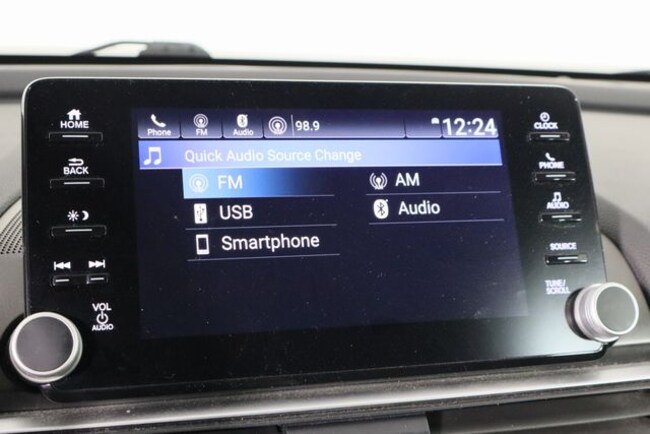 HOME
BACK
VOL
AUDIO
Phone
FM
Audio
98.9
12:24
Quick Audio Source Change
FM
AM
USB
Audio
Smartphone
CLOCK
PHONE
AUDIO
SOURCE
TUNE/
SCROLL